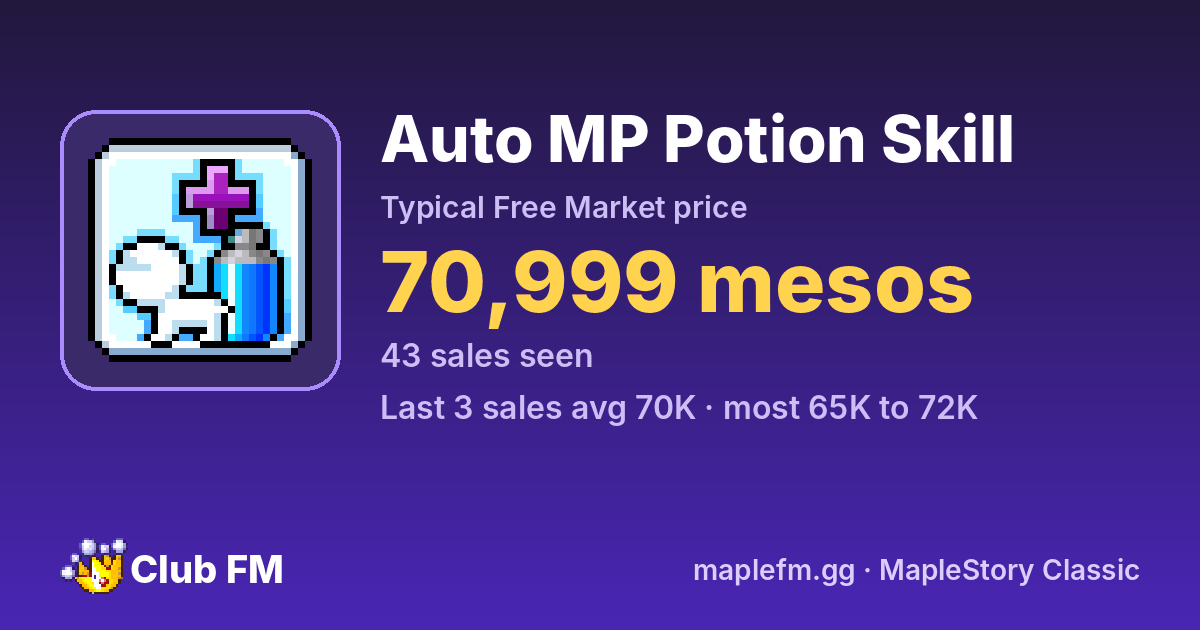 Auto MP Potion Skill
Typical Free Market price
70,999 mesos
43 sales seen
Last 3 sales avg 70K · most 65K to 72K
Club FM
maplefm.gg · MapleStory Classic